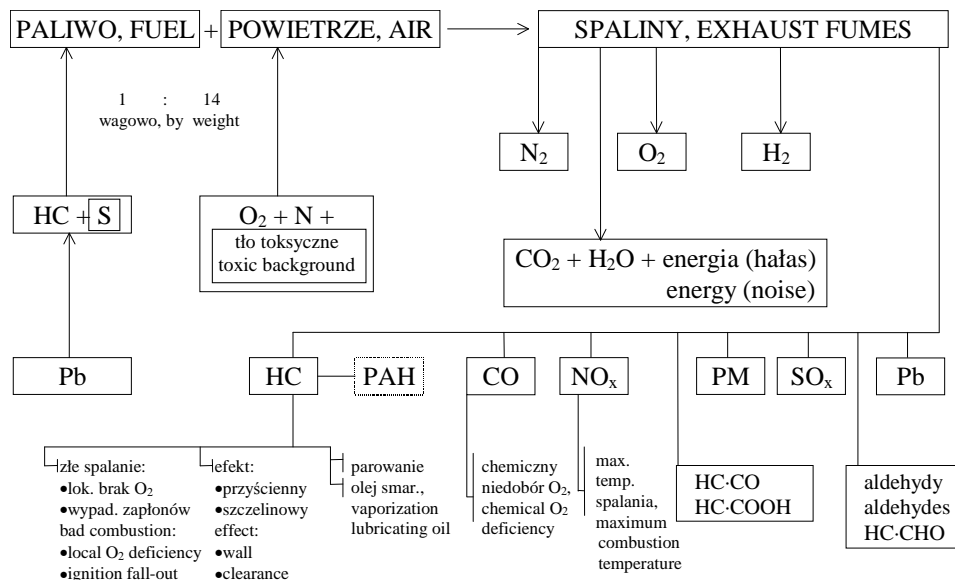 PALIWO, FUEL + POWIETRZE, AIR SPALINY, EXHAUST FUMES
1 : 14
wagowo, by weight
N₂ O₂ H₂
HC + S
O₂ + N +
tło toksyczne
toxic background
CO₂ + H₂O + energia (hałas)
energy (noise)
Pb HC PAH CO NOₓ PM SOₓ Pb
złe spalanie:
•lok. brak O₂
•wypad. zapłonów
bad combustion:
•local O₂ deficiency
•ignition fall-out
efekt:
•przyścienny
•szczelinowy
effect:
•wall
•clearance
parowanie
olej smar.,
vaporization
lubricating oil
chemiczny
niedobór O₂,
chemical O₂
deficiency
max.
temp.
spalania,
maximum
combustion
temperature
HC·CO
HC·COOH
aldehydy
aldehydes
HC·CHO